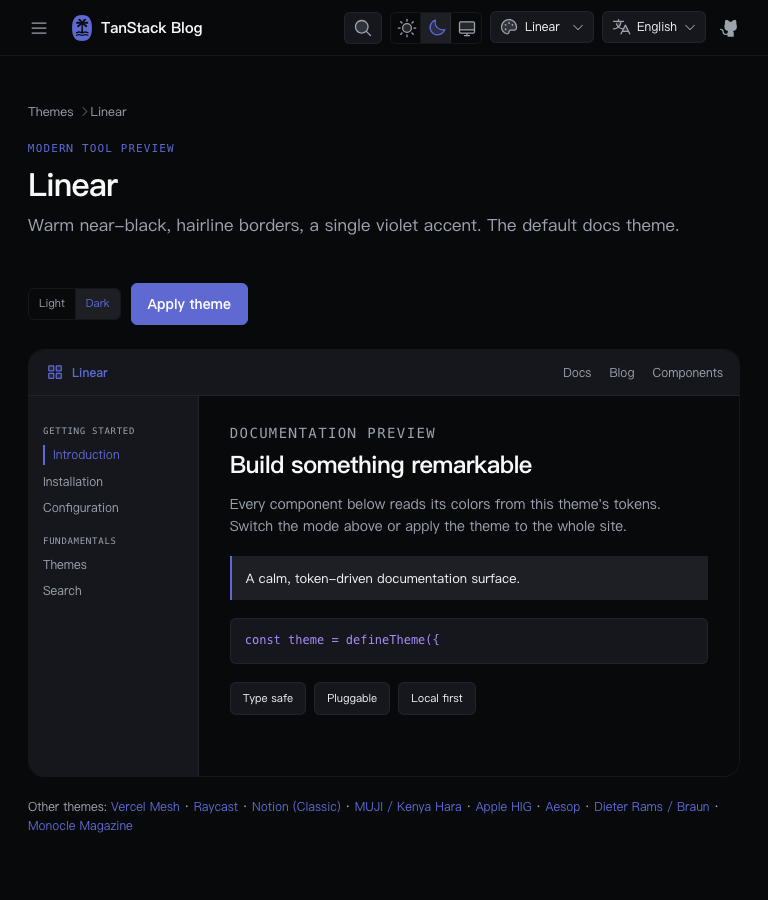 TanStack Blog
Linear
English
Themes
Linear
MODERN TOOL PREVIEW
Linear
Warm near-black, hairline borders, a single violet accent. The default docs theme.
Light
Dark
Apply theme
Linear
Docs
Blog
Components
GETTING STARTED
Introduction
Installation
Configuration
FUNDAMENTALS
Themes
Search
DOCUMENTATION PREVIEW
Build something remarkable
Every component below reads its colors from this theme's tokens.
Switch the mode above or apply the theme to the whole site.
A calm, token-driven documentation surface.
const theme = defineTheme({
Type safe
Pluggable
Local first
Other themes: Vercel Mesh · Raycast · Notion (Classic) · MUJI / Kenya Hara · Apple HIG · Aesop · Dieter Rams / Braun ·
Monocle Magazine